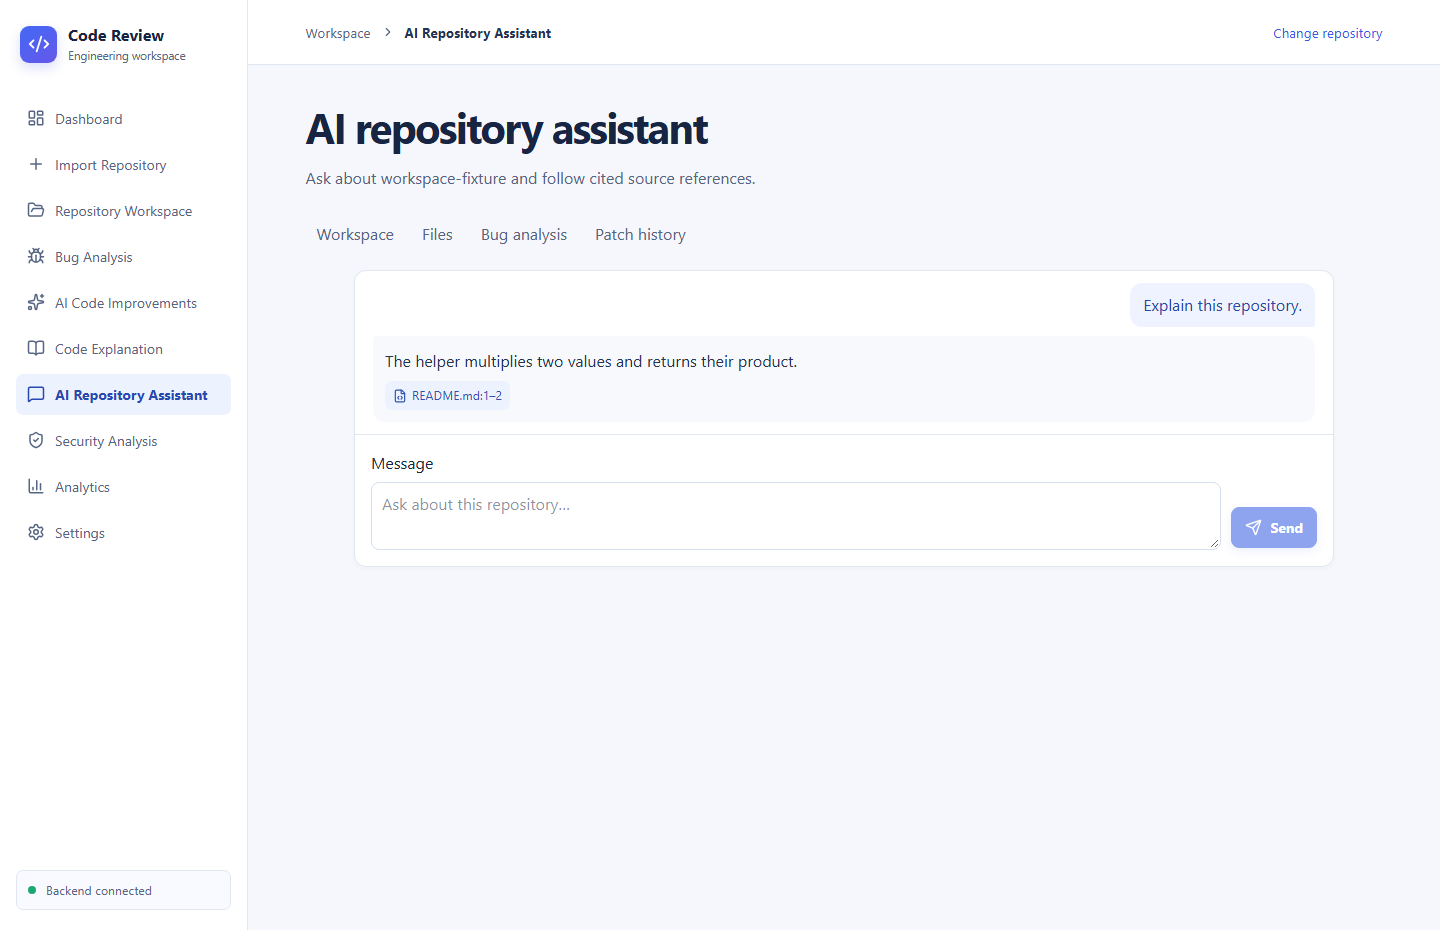 Code Review
Engineering workspace
Dashboard
Import Repository
Repository Workspace
Bug Analysis
AI Code Improvements
Code Explanation
AI Repository Assistant
Security Analysis
Analytics
Settings
Backend connected
Workspace > AI Repository Assistant
Change repository
AI repository assistant
Ask about workspace-fixture and follow cited source references.
Workspace Files Bug analysis Patch history
Explain this repository.
The helper multiplies two values and returns their product.
README.md:1–2
Message
Ask about this repository...
Send